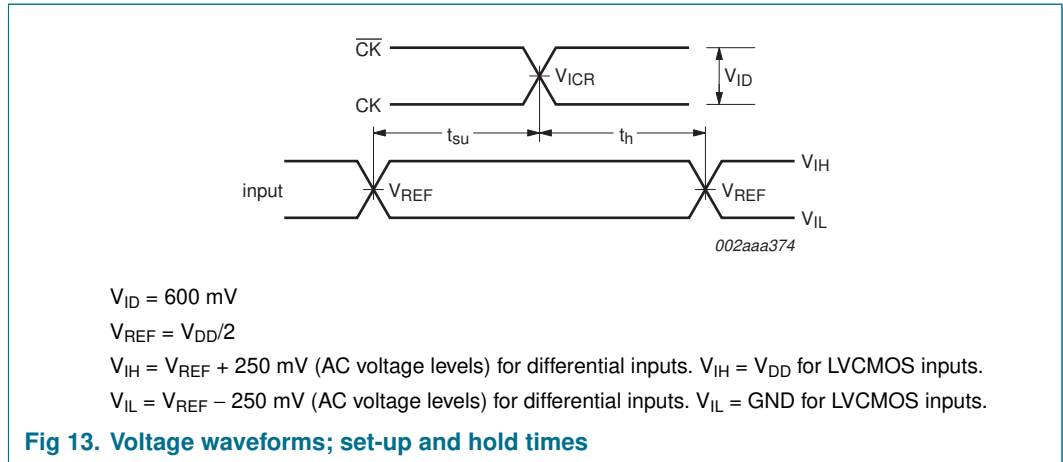 C̅K̅
V_ICR
V_ID
CK
t_su
t_h
V_IH
input
V_REF
V_REF
V_IL
002aaa374
V_ID = 600 mV
V_REF = V_DD/2
V_IH = V_REF + 250 mV (AC voltage levels) for differential inputs. V_IH = V_DD for LVCMOS inputs.
V_IL = V_REF − 250 mV (AC voltage levels) for differential inputs. V_IL = GND for LVCMOS inputs.
Fig 13. Voltage waveforms; set-up and hold times